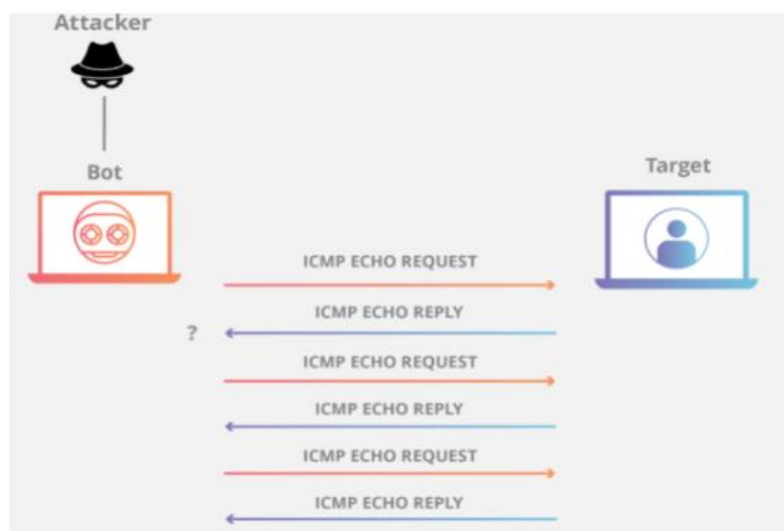 Attacker
Bot
Target
ICMP ECHO REQUEST
ICMP ECHO REPLY
?
ICMP ECHO REQUEST
ICMP ECHO REPLY
ICMP ECHO REQUEST
ICMP ECHO REPLY